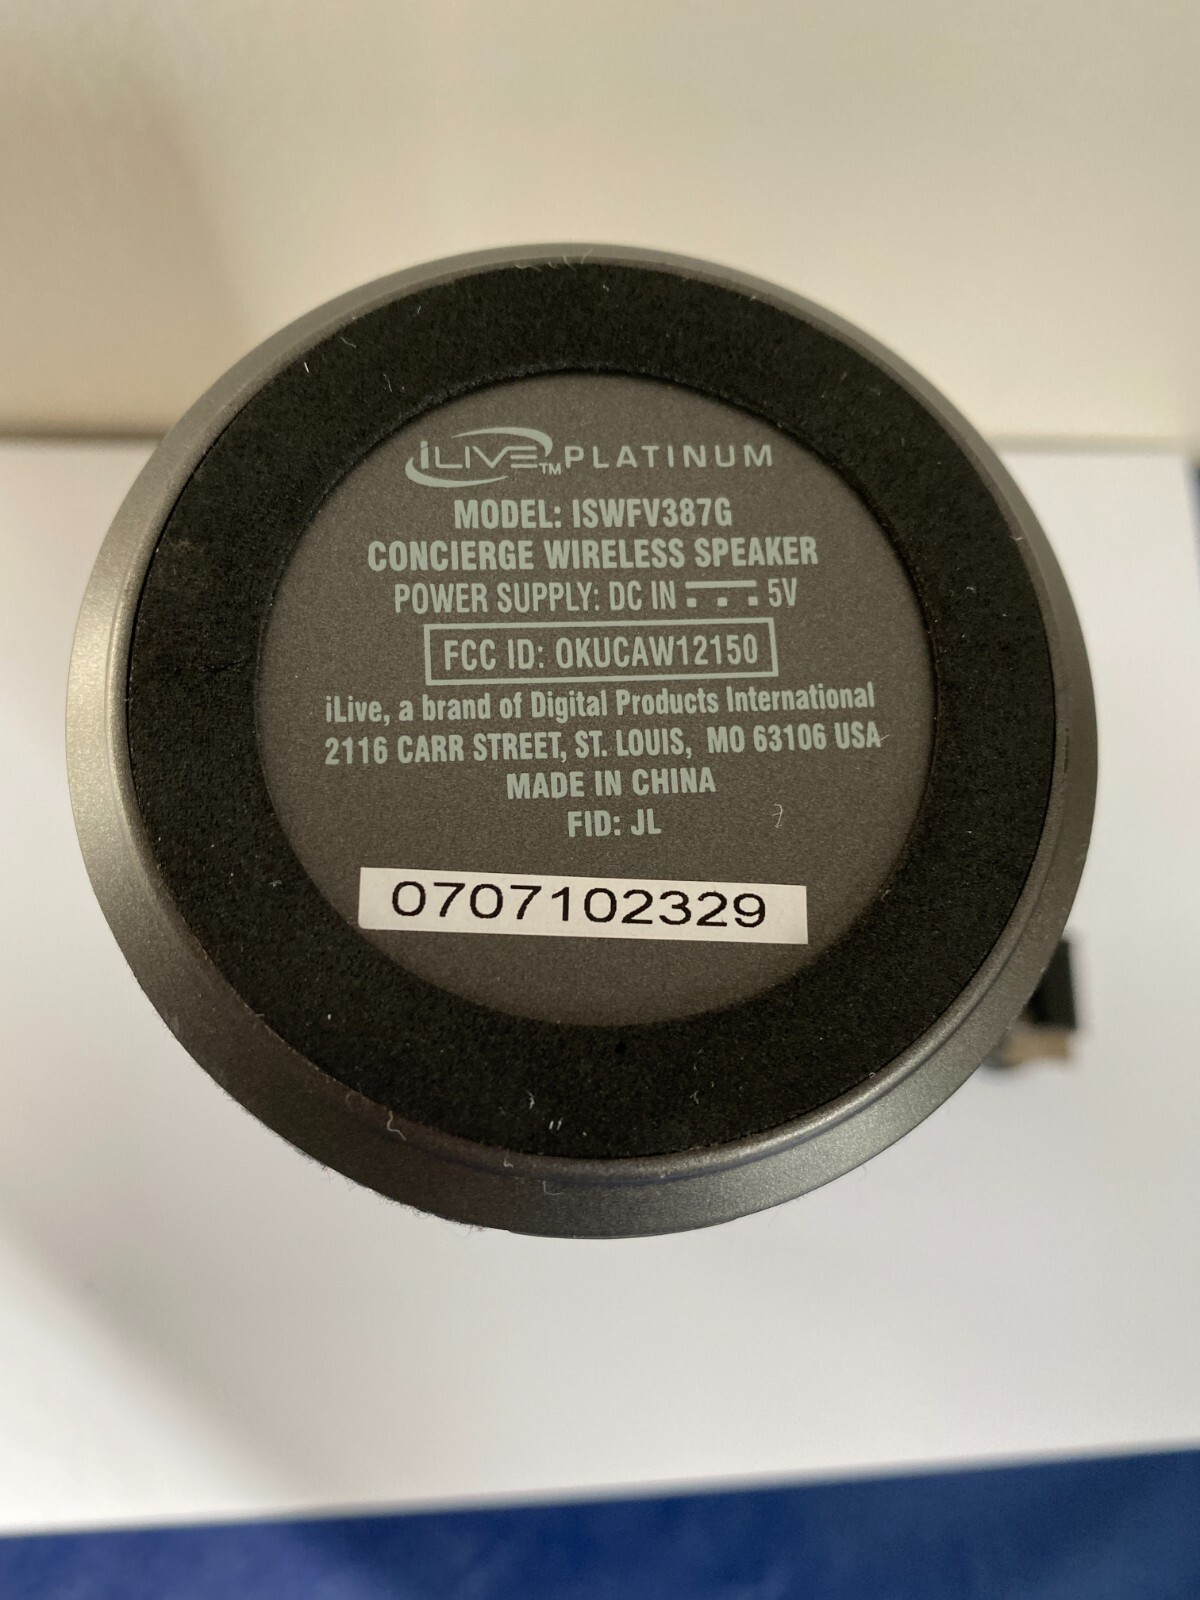 iLIVE™ PLATINUM
MODEL: ISWFV387G
CONCIERGE WIRELESS SPEAKER
POWER SUPPLY: DC IN ⎓ 5V
FCC ID: OKUCAW12150
iLive, a brand of Digital Products International
2116 CARR STREET, ST. LOUIS, MO 63106 USA
MADE IN CHINA
FID: JL
0707102329